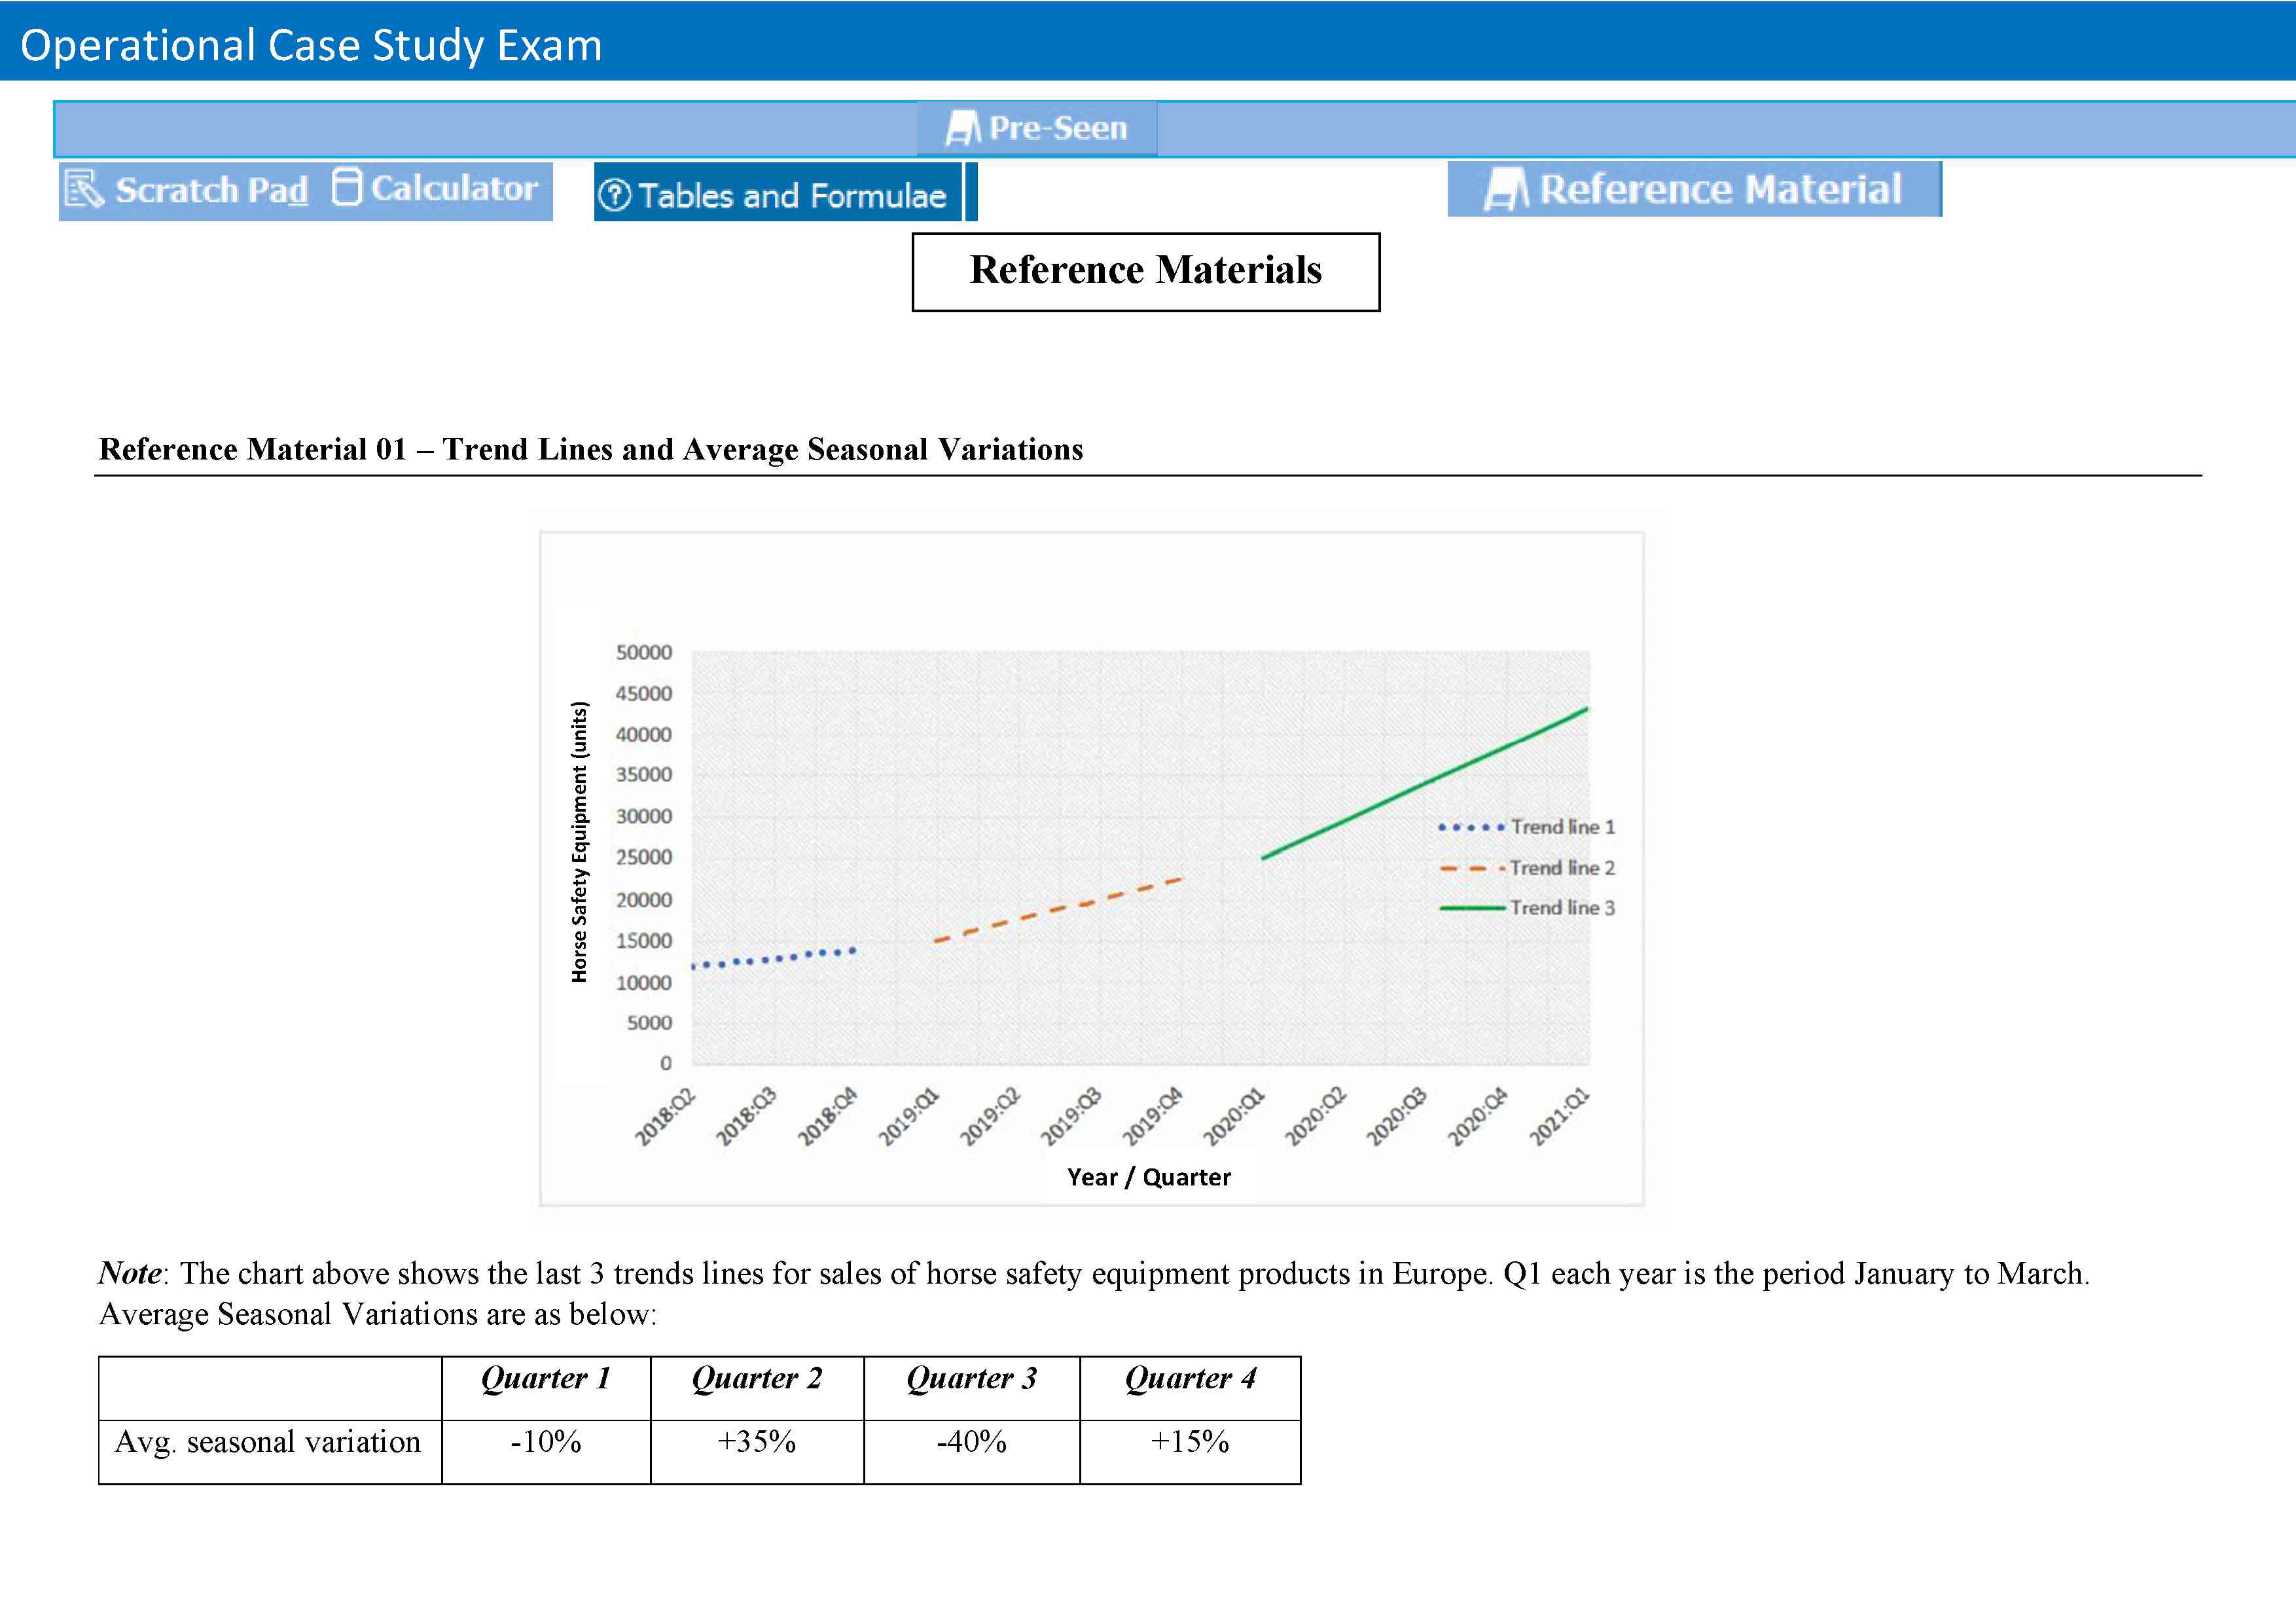 Operational Case Study Exam
Pre-Seen
Scratch Pad Calculator
Tables and Formulae
Reference Material
Reference Materials
Reference Material 01 – Trend Lines and Average Seasonal Variations
Horse Safety Equipment (units)
50000
45000
40000
35000
30000
25000
20000
15000
10000
5000
0
Trend line 1
Trend line 2
Trend line 3
2018:Q2 2018:Q3 2018:Q4 2019:Q1 2019:Q2 2019:Q3 2019:Q4 2020:Q1 2020:Q2 2020:Q3 2020:Q4 2021:Q1
Year / Quarter
Note: The chart above shows the last 3 trends lines for sales of horse safety equipment products in Europe. Q1 each year is the period January to March.
Average Seasonal Variations are as below:
Quarter 1 Quarter 2 Quarter 3 Quarter 4
Avg. seasonal variation -10% +35% -40% +15%